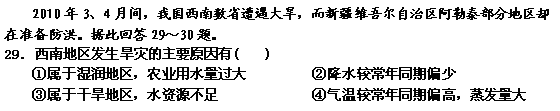 2010年3、4月间，我国西南数省遭遇大旱，而新疆维吾尔自治区阿勒泰部分地区却
在准备防洪。据此回答29～30题。
29．西南地区发生旱灾的主要原因有(　　)
①属于湿润地区，农业用水量过大　　②降水较常年同期偏少
③属于干旱地区，水资源不足　　④气温较常年同期偏高，蒸发量大